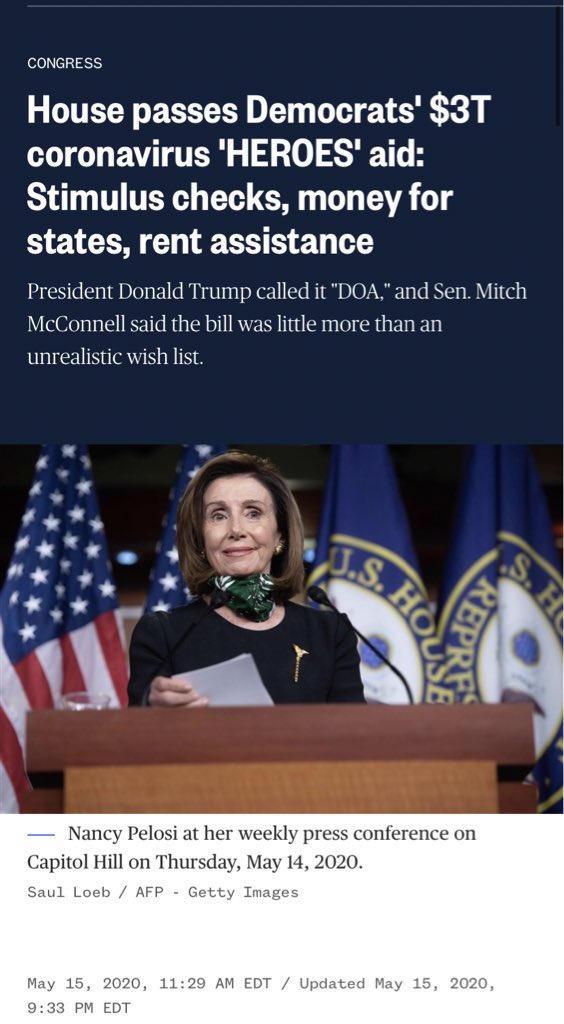 CONGRESS
House passes Democrats' $3T
coronavirus 'HEROES' aid:
Stimulus checks, money for
states, rent assistance
President Donald Trump called it "DOA," and Sen. Mitch
McConnell said the bill was little more than an
unrealistic wish list.
U.S. HOUSE
REPRES
.S. HO
— Nancy Pelosi at her weekly press conference on
Capitol Hill on Thursday, May 14, 2020.
Saul Loeb / AFP - Getty Images
May 15, 2020, 11:29 AM EDT / Updated May 15, 2020,
9:33 PM EDT